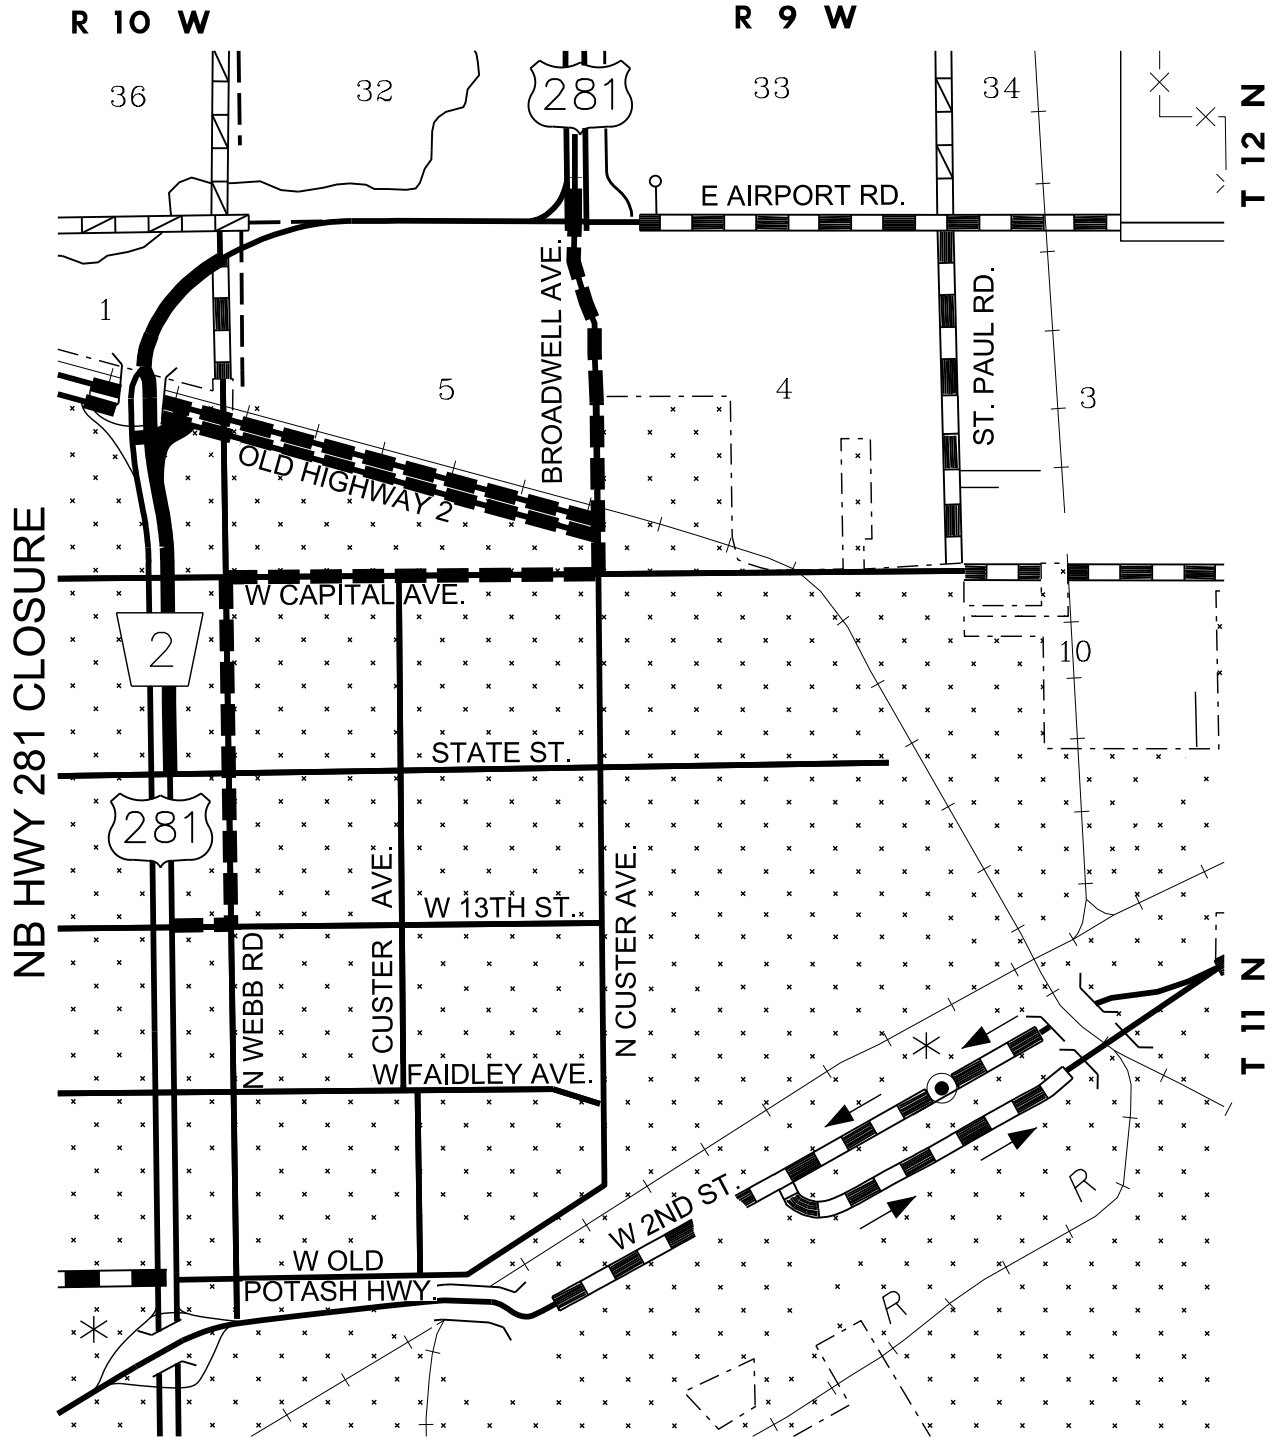 R 10 W
R 9 W
36
32
281
33
34
T 12 N
E AIRPORT RD.
1
BROADWELL AVE.
ST. PAUL RD.
5
4
3
OLD HIGHWAY 2
NB HWY 281 CLOSURE
W CAPITAL AVE.
2
10
STATE ST.
281
CUSTER AVE.
W 13TH ST.
N CUSTER AVE.
N WEBB RD
T 11 N
W FAIDLEY AVE.
R
W 2ND ST.
W OLD
POTASH HWY.
R